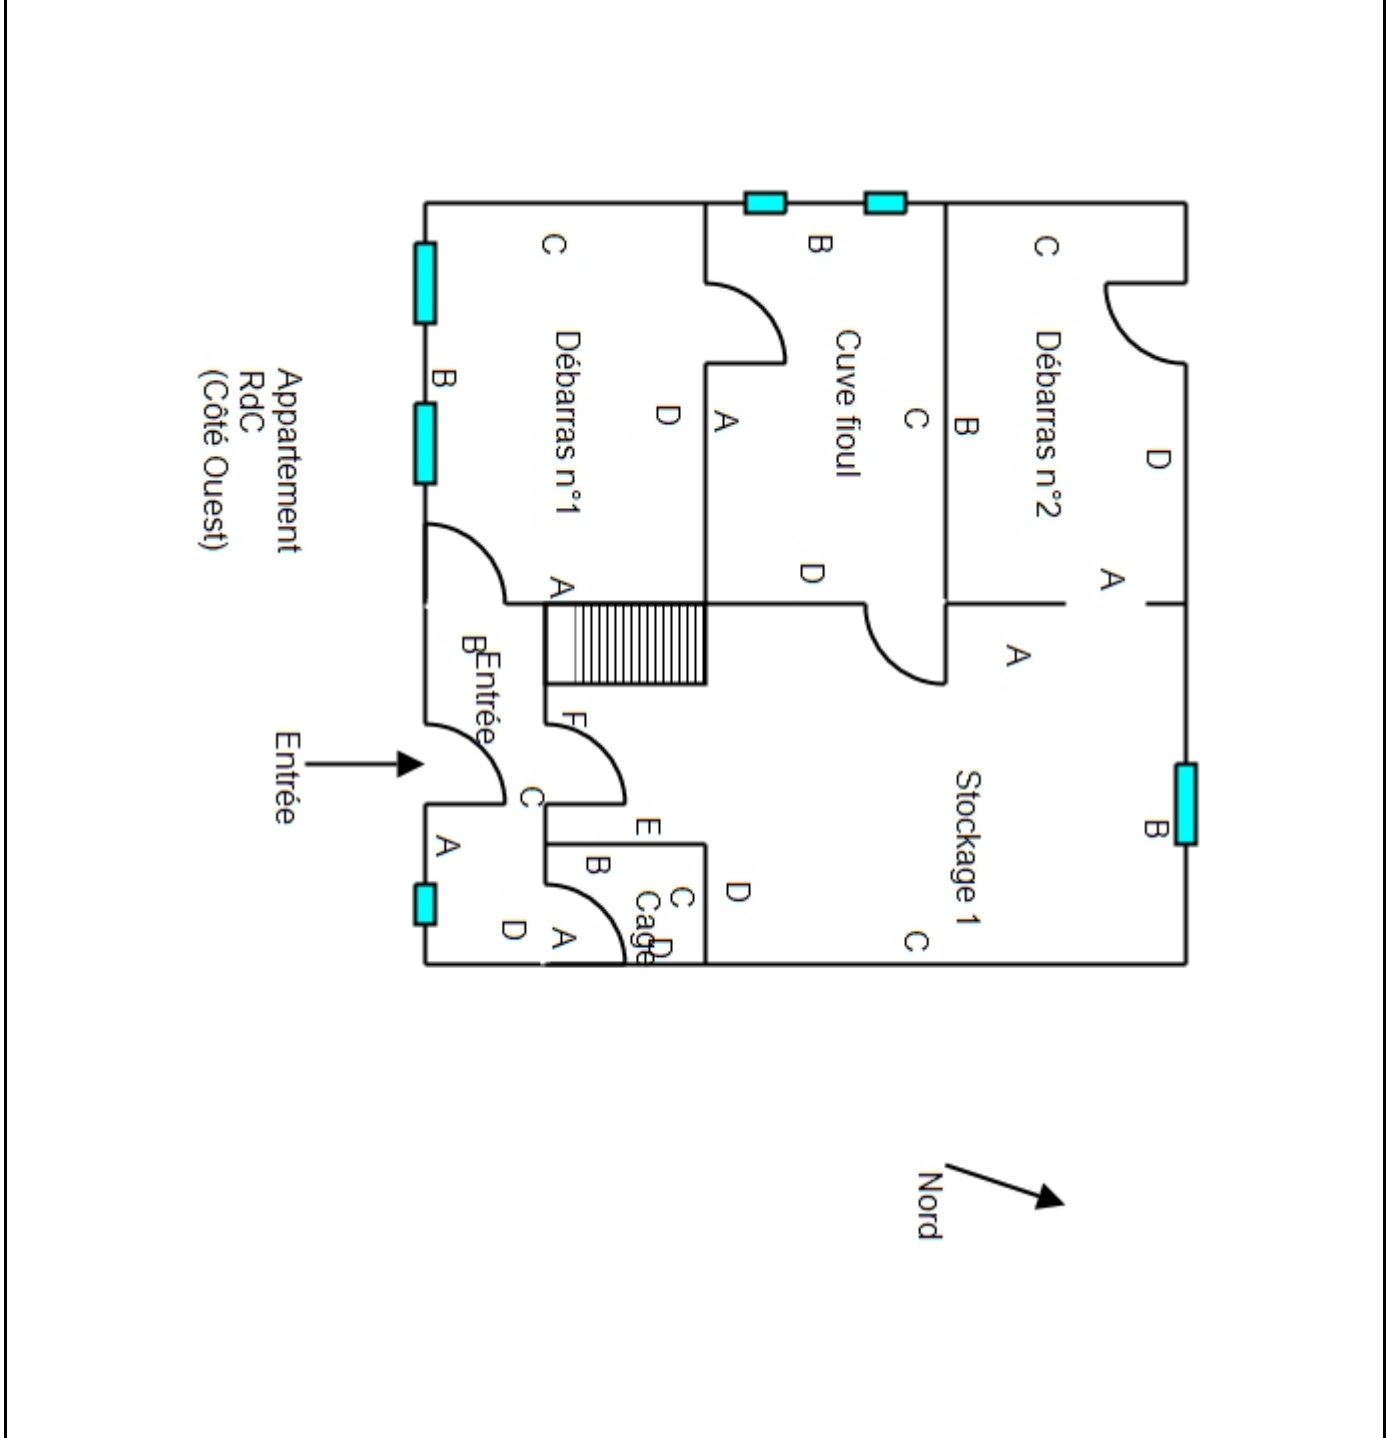 Appartement
RdC
(Côté Ouest)
C
B
Débarras n°1
D
A
B
A
Cuve fioul
C
D
C
B
Débarras n°2
D
A
B
Entrée
C
A
D
Entrée
F
E
B
C
Cage
D
A
A
Stockage 1
B
D
C
Nord